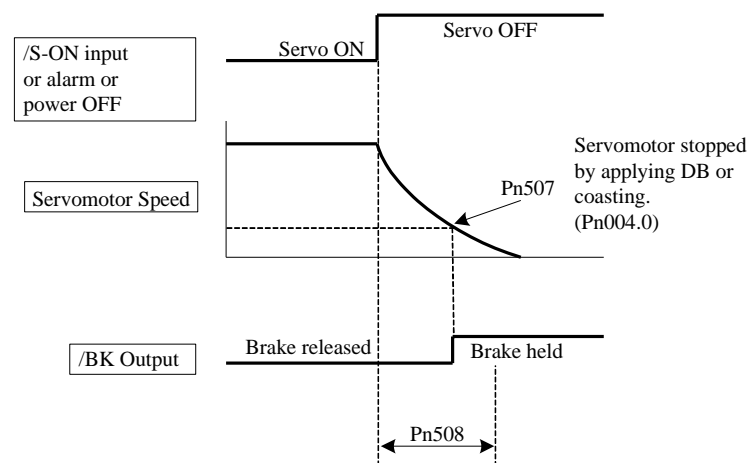 /S-ON input
or alarm or
power OFF
Servo ON
Servo OFF
Servomotor Speed
Pn507
Servomotor stopped
by applying DB or
coasting.
(Pn004.0)
/BK Output
Brake released
Brake held
Pn508